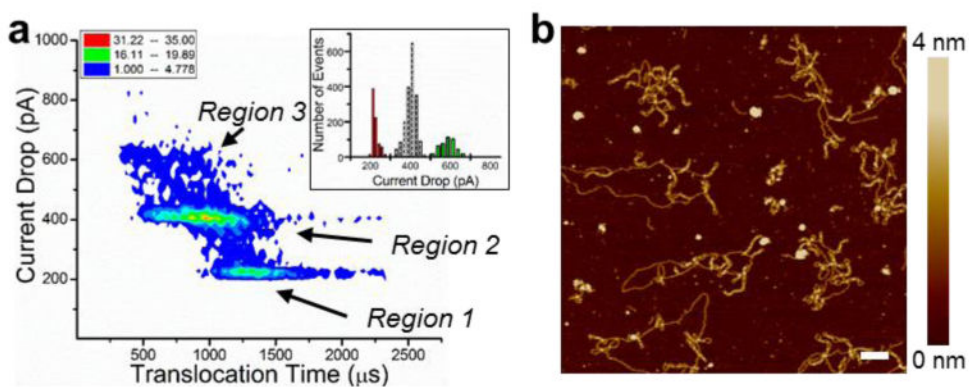 a
1000
800
600
400
200
Current Drop (pA)
31.22 -- 35.00
16.11 -- 19.89
1.000 -- 4.778
Region 3
Region 2
Region 1
500 1000 1500 2000 2500
Translocation Time (μs)
Number of Events
600
400
200
0
200 400 600 800
Current Drop (pA)
b
4 nm
0 nm